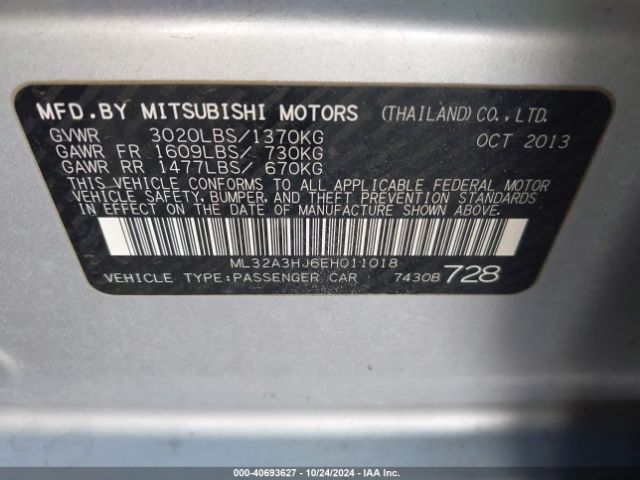 MFD.BY MITSUBISHI MOTORS (THAILAND)CO.,LTD.
GVWR 3020LBS/1370KG OCT 2013
GAWR FR 1609LBS/ 730KG
GAWR RR 1477LBS/ 670KG
THIS VEHICLE CONFORMS TO ALL APPLICABLE FEDERAL MOTOR
VEHICLE SAFETY, BUMPER, AND THEFT PREVENTION STANDARDS
IN EFFECT ON THE DATE OF MANUFACTURE SHOWN ABOVE.
ML32A3HJ6EH011018
VEHICLE TYPE:PASSENGER CAR 74308 728
000-40693627 - 10/24/2024 - IAA Inc.